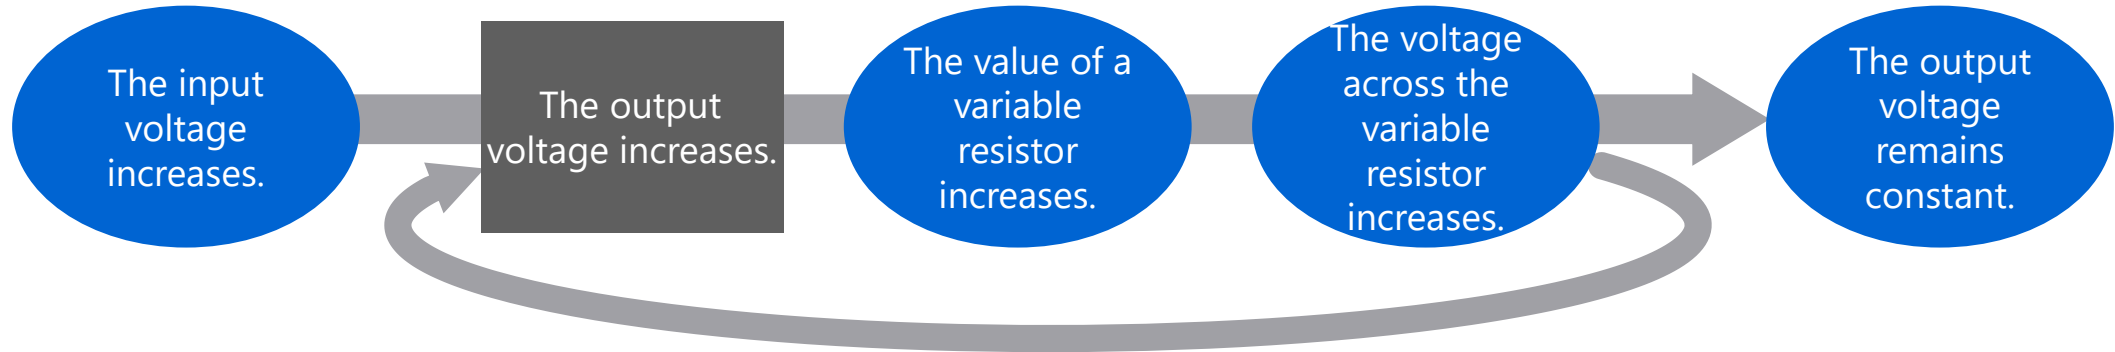 The input
voltage
increases.
The output
voltage increases.
The value of a
variable
resistor
increases.
The voltage
across the
variable
resistor
increases.
The output
voltage
remains
constant.